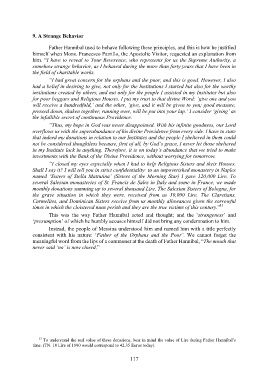 9. A Strange Behavior
Father Hannibal used to behave following these principles, and this is how he justified
himself when Mons. Francesco Parrillo, the Apostolic Visitor, requested an explanation from
him. "I have to reveal to Your Reverence, who represents for us the Supreme Authority, a
somehow strange behavior, as I behaved during the more than forty years that I have been in
the field of charitable works.
"I had great concern for the orphans and the poor, and this is good. However, I also
had a belief in desiring to give, not only for the Institutions I started but also for the worthy
institutions created by others, and not only for the people I assisted in my Institutes but also
for poor beggars and Religious Houses. I put my trust in that divine Word: 'give one and you
will receive a hundredfold,' and the other, 'give, and it will be given to you; good measure,
pressed down, shaken together, running over, will be put into your lap.' I consider 'giving' as
the infallible secret of continuous Providence.
"Thus, my hope in God was never disappointed. With his infinite goodness, our Lord
overflows us with the superabundance of his divine Providence from every side. I have to state
that indeed my donations in relation to our Institutes and the people I sheltered in them could
not be considered thoughtless because, first of all, by God's grace, I never let those sheltered
in my Institute lack in anything. Therefore, it is on today's abundance that we tried to make
investments with the Bank of the Divine Providence, without worrying for tomorrow.
"I closed my eyes especially when I had to help Religious Sisters and their Houses.
Shall I say it? I will tell you in strict confidentiality: to an impoverished monastery in Naples
named 'Sisters of Stella Mattutina' (Sisters of the Morning Star) I gave 120,000 Lire. To
several Salesian monasteries of St. Francis de Sales in Italy and some in France, we made
monthly donations summing up to several thousand Lire. The Salesian Sisters of Bologna, for
the grave situation in which they were, received from us 30,000 Lire. The Claretians,
Carmelites, and Dominican Sisters receive from us monthly allowances given the sorrowful
times in which the cloistered nuns perish and they are the true victims of this century."
This was the way Father Hannibal acted and thought; and the 'strangeness' and
'presumption' of which he humbly accuses himself did not bring any condemnation to him.
Instead, the people of Messina understood him and named him with a title perfectly
consistent with his nature: 'Father of the Orphans and the Poor'. We cannot forget the
meaningful word from the lips of a commoner at the death of Father Hannibal, "The mouth that
never said 'no' is now closed!"
To understand the real value of these donations, bear in mind the value of Lire during Father Hannibal's
time. (TN. 10 Lire of 1900 would correspond to 42.35 Euros today)
117